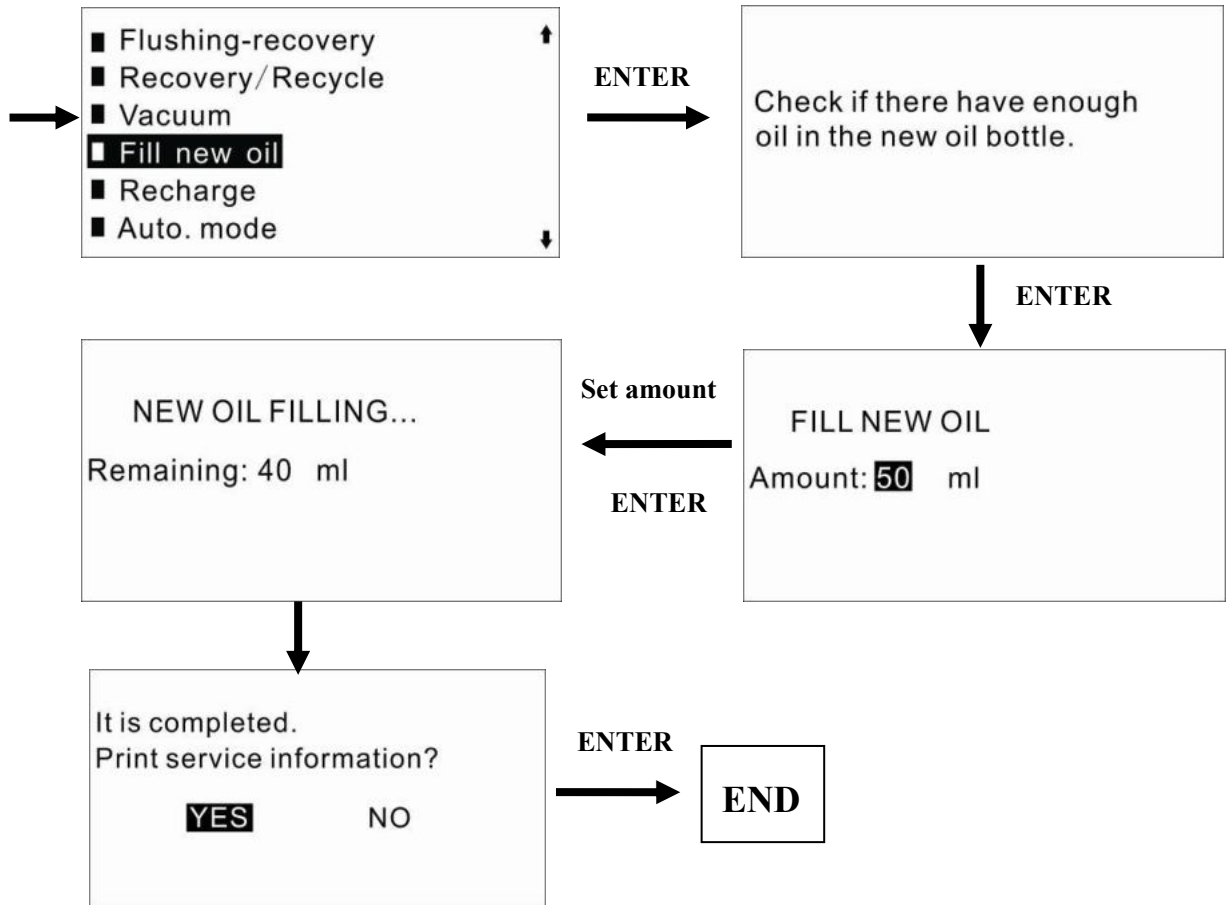 Flushing-recovery
Recovery/Recycle
Vacuum
Fill new oil
Recharge
Auto. mode
ENTER
Check if there have enough
oil in the new oil bottle.
ENTER
FILL NEW OIL
Amount: 50 ml
Set amount
ENTER
NEW OIL FILLING...
Remaining: 40 ml
It is completed.
Print service information?
YES NO
ENTER
END